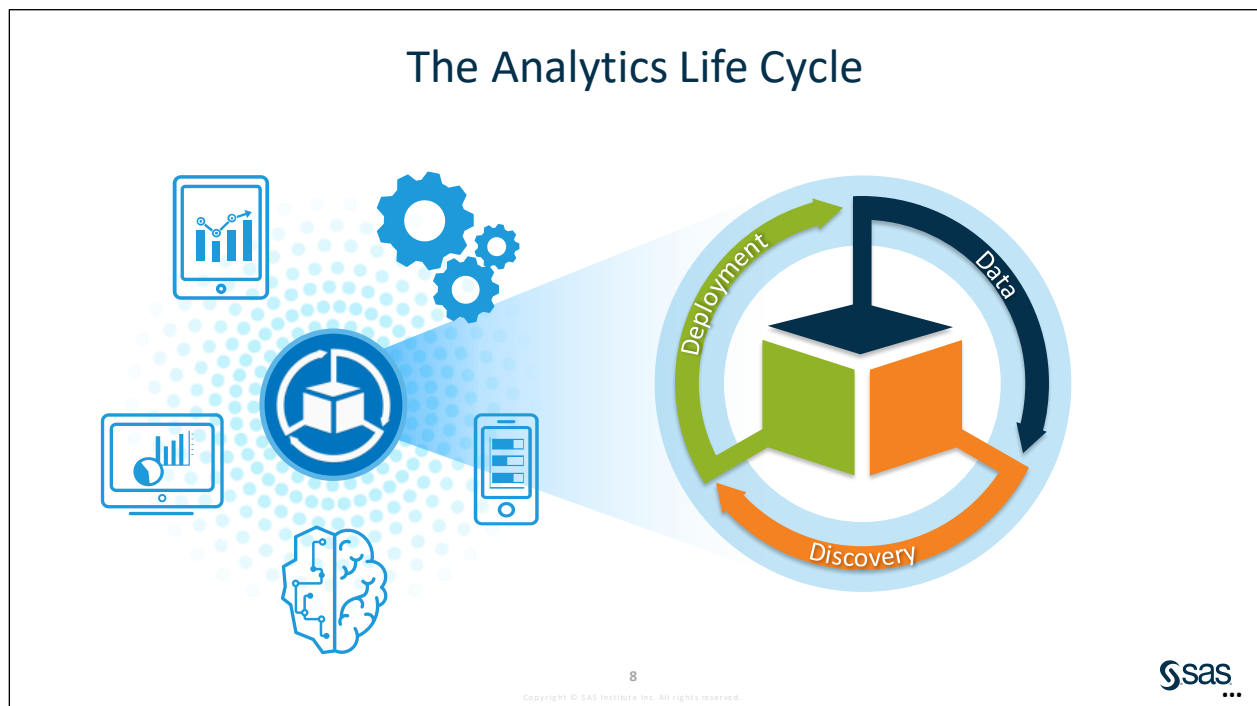 The Analytics Life Cycle
Deployment
Data
Discovery
8
Copyright © SAS Institute Inc. All rights reserved.
sas
...